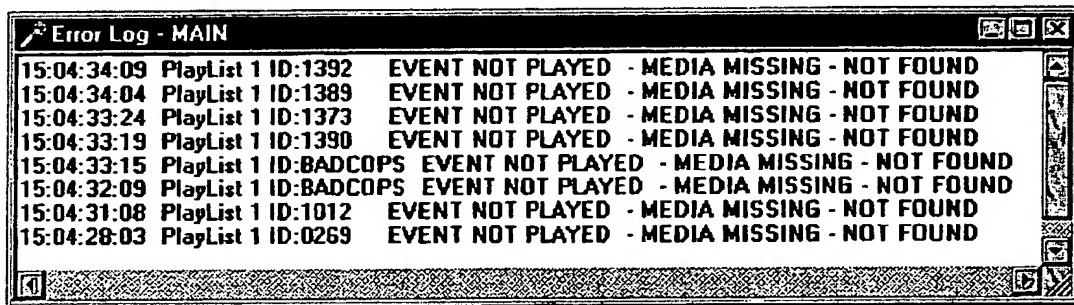 Error Log - MAIN
15:04:34:09 PlayList 1 ID:1392 EVENT NOT PLAYED - MEDIA MISSING - NOT FOUND
15:04:34:04 PlayList 1 ID:1389 EVENT NOT PLAYED - MEDIA MISSING - NOT FOUND
15:04:33:24 PlayList 1 ID:1373 EVENT NOT PLAYED - MEDIA MISSING - NOT FOUND
15:04:33:19 PlayList 1 ID:1390 EVENT NOT PLAYED - MEDIA MISSING - NOT FOUND
15:04:33:15 PlayList 1 ID:BADCOPS EVENT NOT PLAYED - MEDIA MISSING - NOT FOUND
15:04:32:09 PlayList 1 ID:BADCOPS EVENT NOT PLAYED - MEDIA MISSING - NOT FOUND
15:04:31:08 PlayList 1 ID:1012 EVENT NOT PLAYED - MEDIA MISSING - NOT FOUND
15:04:28:03 PlayList 1 ID:0269 EVENT NOT PLAYED - MEDIA MISSING - NOT FOUND